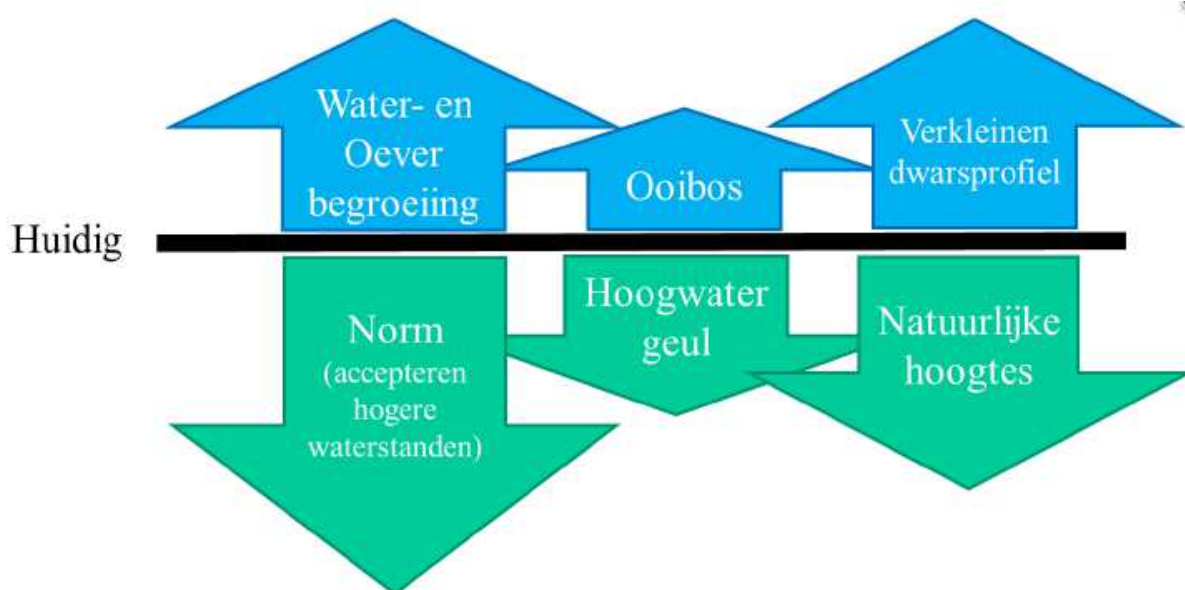 Water- en
Oever
begroeiing
Ooibos
Verkleinen
dwarsprofiel
Huidig
Norm
(accepteren
hogere
waterstanden)
Hoogwater
geul
Natuurlijke
hoogtes